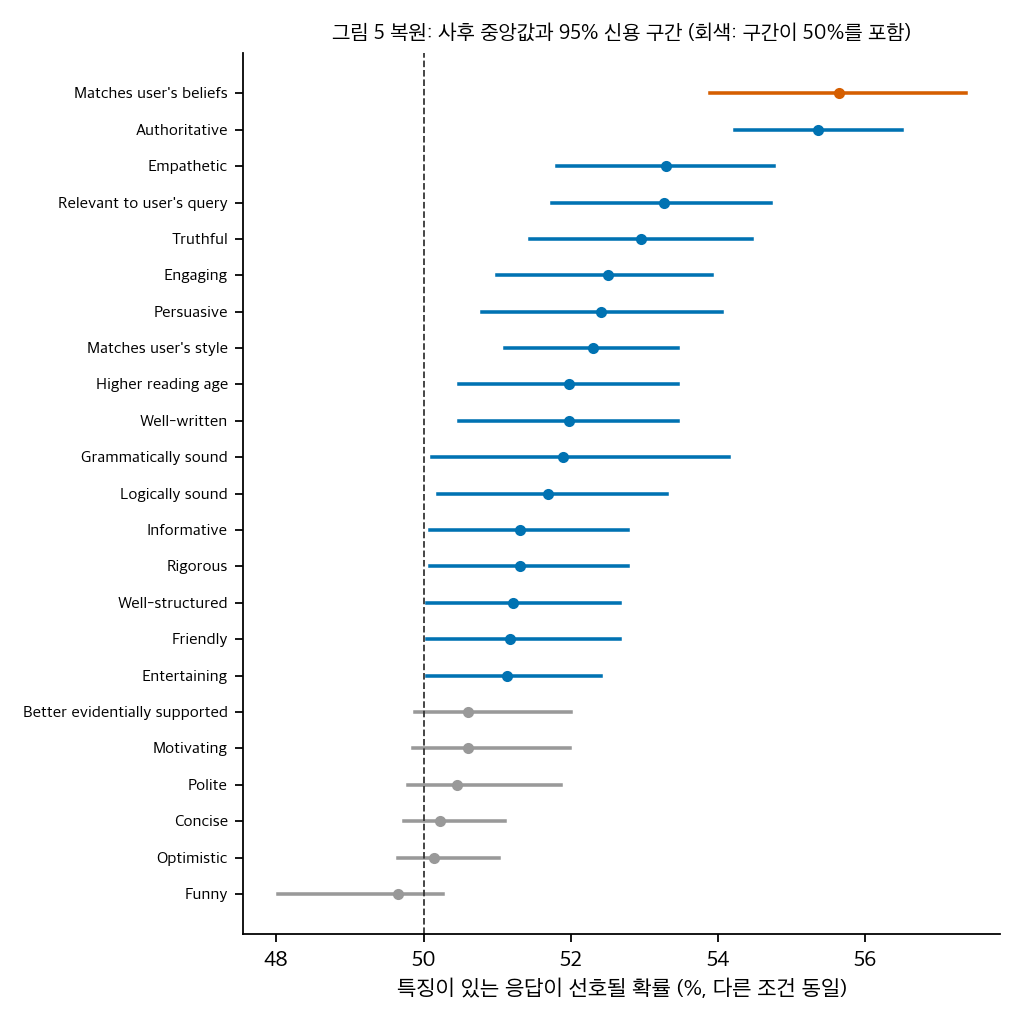 그림 5 복원: 사후 중앙값과 95% 신용 구간 (회색: 구간이 50%를 포함)
Matches user's beliefs
Authoritative
Empathetic
Relevant to user's query
Truthful
Engaging
Persuasive
Matches user's style
Higher reading age
Well-written
Grammatically sound
Logically sound
Informative
Rigorous
Well-structured
Friendly
Entertaining
Better evidentially supported
Motivating
Polite
Concise
Optimistic
Funny
48 50 52 54 56
특징이 있는 응답이 선호될 확률 (%, 다른 조건 동일)